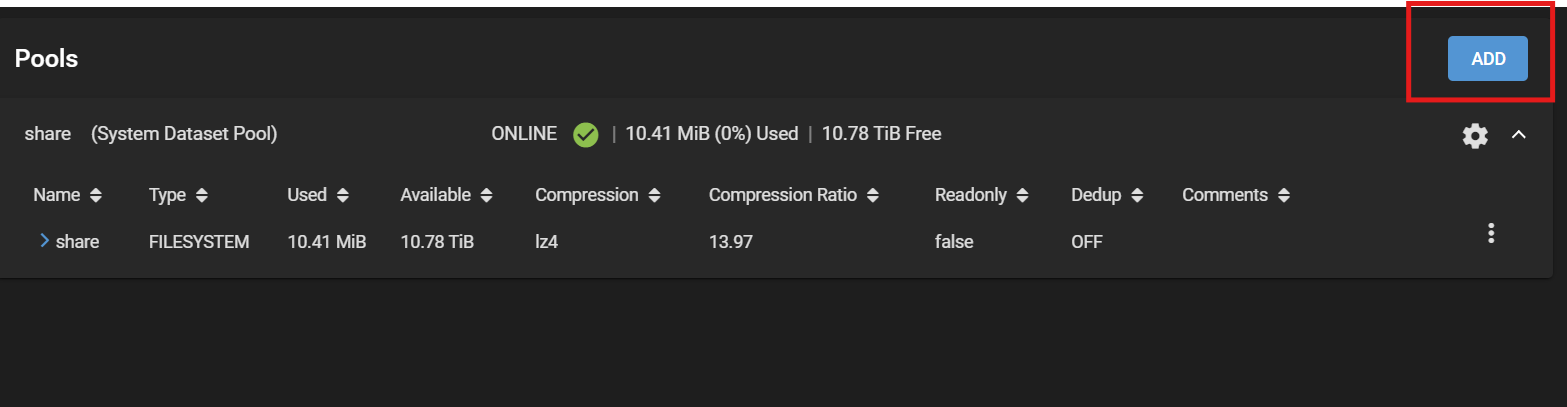 Pools ADD
share (System Dataset Pool) ONLINE | 10.41 MiB (0%) Used | 10.78 TiB Free
Name Type Used Available Compression Compression Ratio Readonly Dedup Comments
share FILESYSTEM 10.41 MiB 10.78 TiB lz4 13.97 false OFF